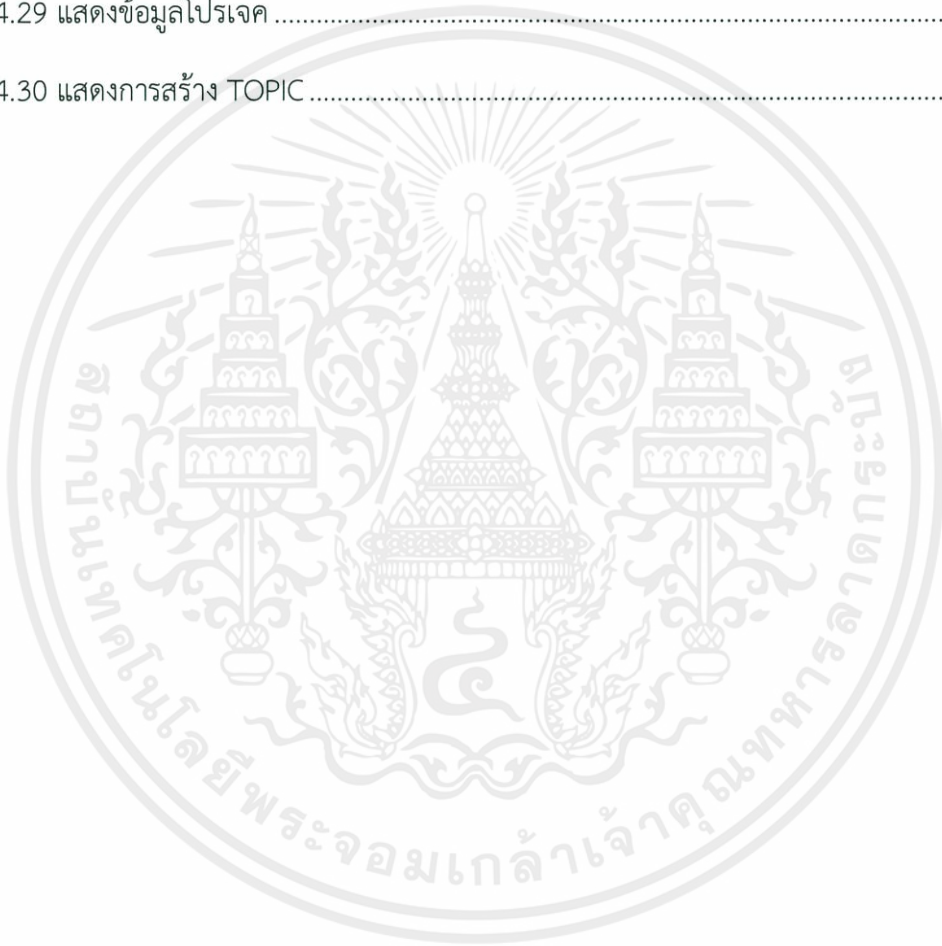 4.29 แสดงข้อมูลโปรเจค ........................................................................................................
4.30 แสดงการสร้าง TOPIC ........................................................................................................
สถาบันเทคโนโลยีพระจอมเกล้าเจ้าคุณทหารลาดกระบัง
๔